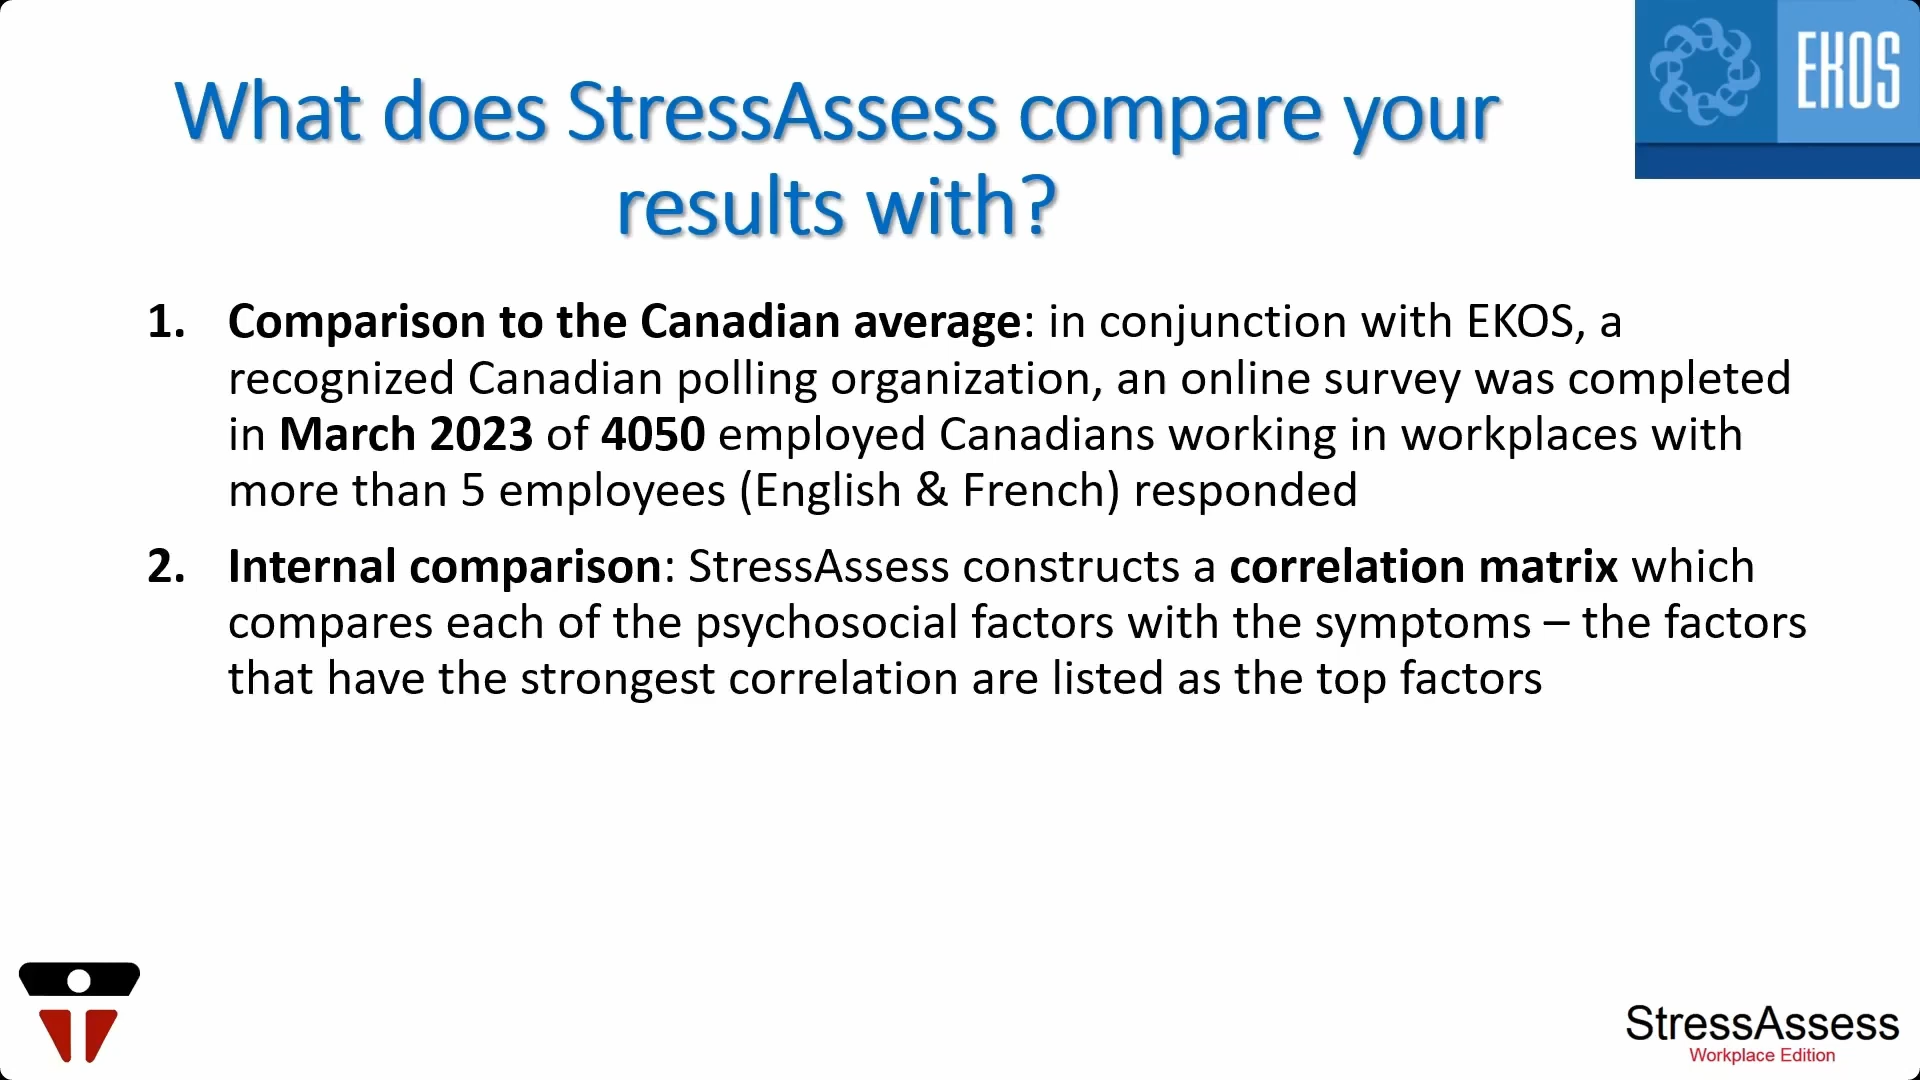 What does StressAssess compare your
results with?
EKOS
1. Comparison to the Canadian average: in conjunction with EKOS, a
recognized Canadian polling organization, an online survey was completed
in March 2023 of 4050 employed Canadians working in workplaces with
more than 5 employees (English & French) responded
2. Internal comparison: StressAssess constructs a correlation matrix which
compares each of the psychosocial factors with the symptoms – the factors
that have the strongest correlation are listed as the top factors
StressAssess
Workplace Edition